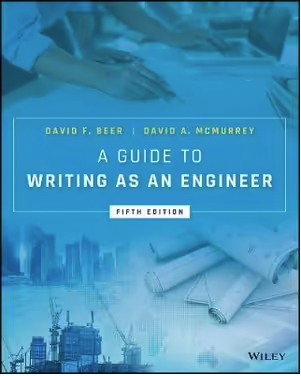 DAVID F. BEER | DAVID A. MCMURREY
A GUIDE TO
WRITING AS AN ENGINEER
FIFTH EDITION
WILEY